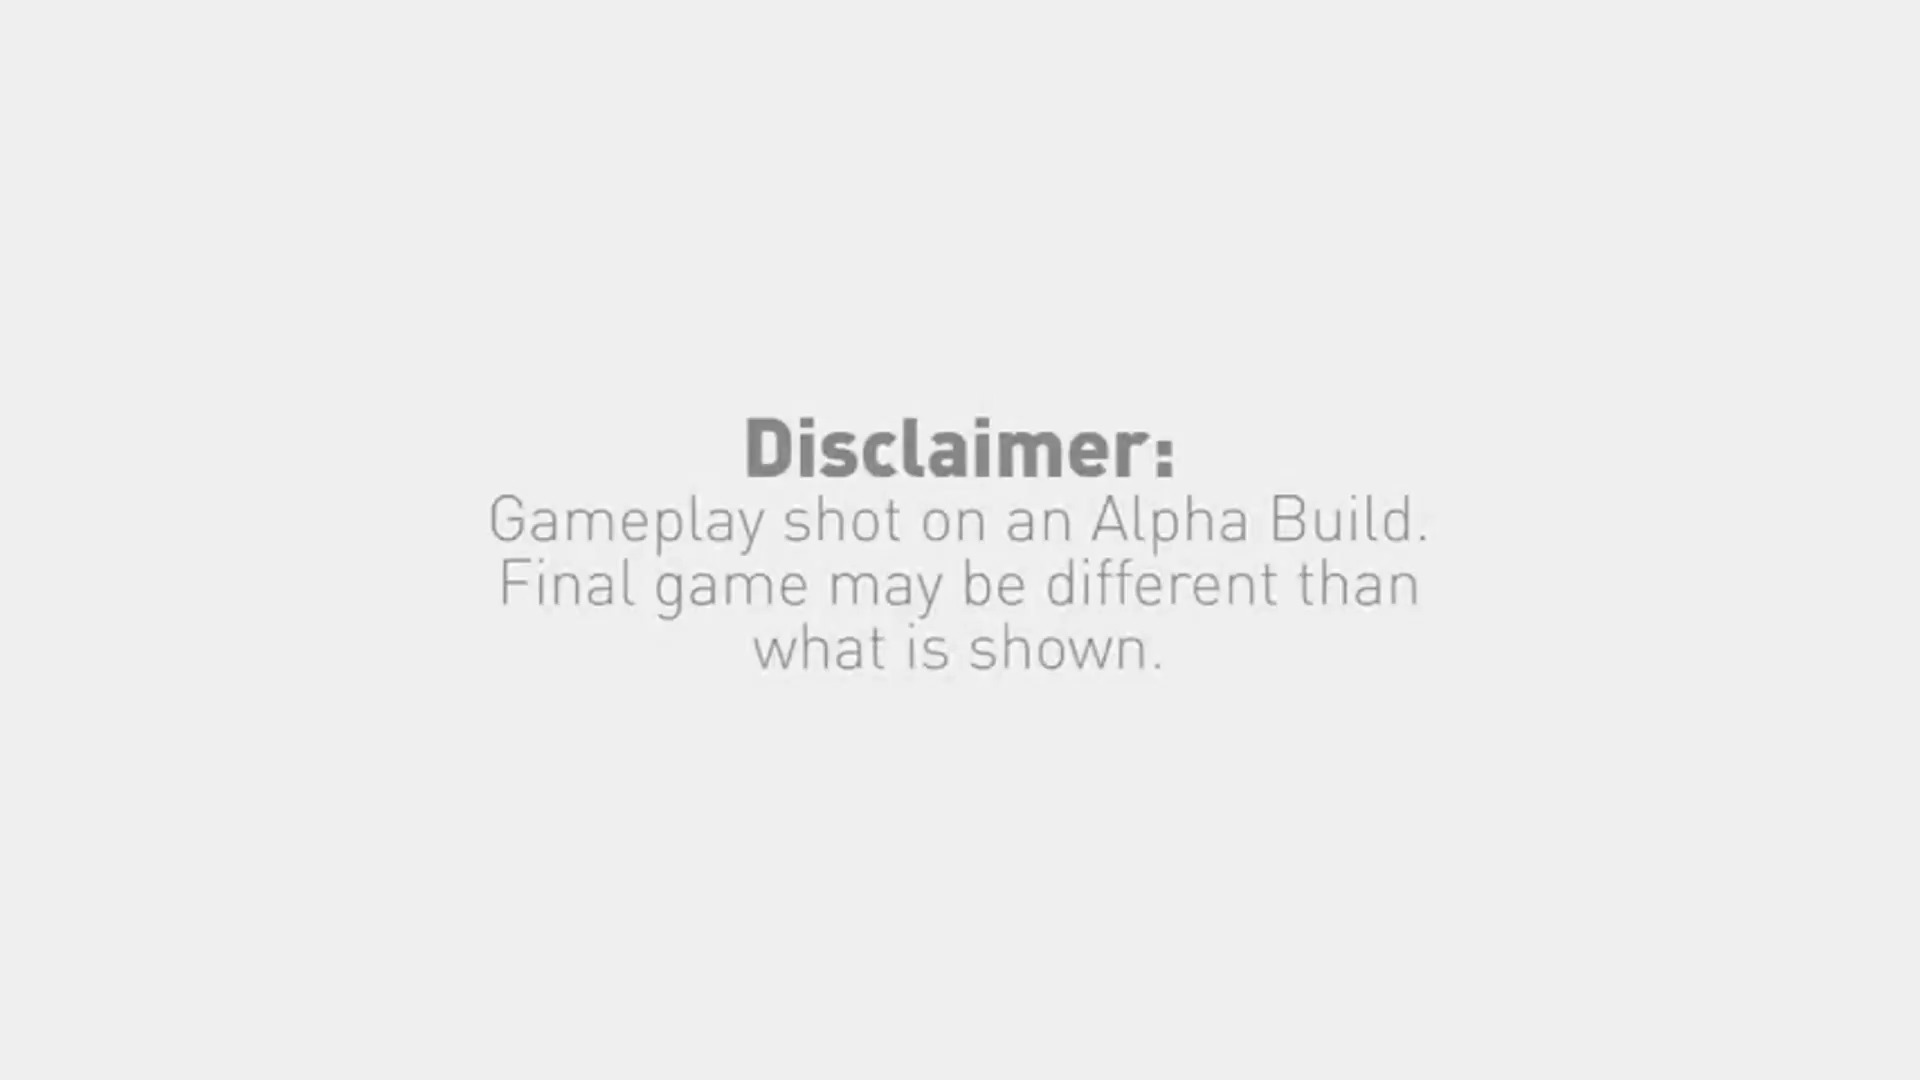 Disclaimer:
Gameplay shot on an Alpha Build.
Final game may be different than
what is shown.